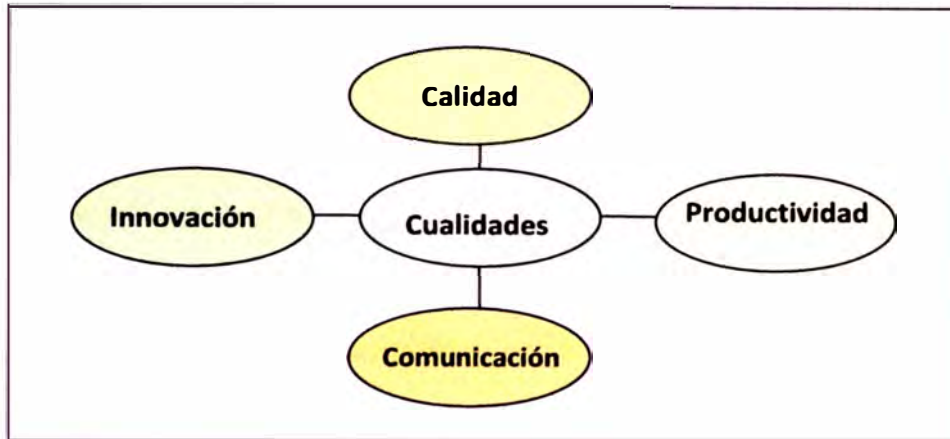 Calidad
Innovación
Cualidades
Productividad
Comunicación